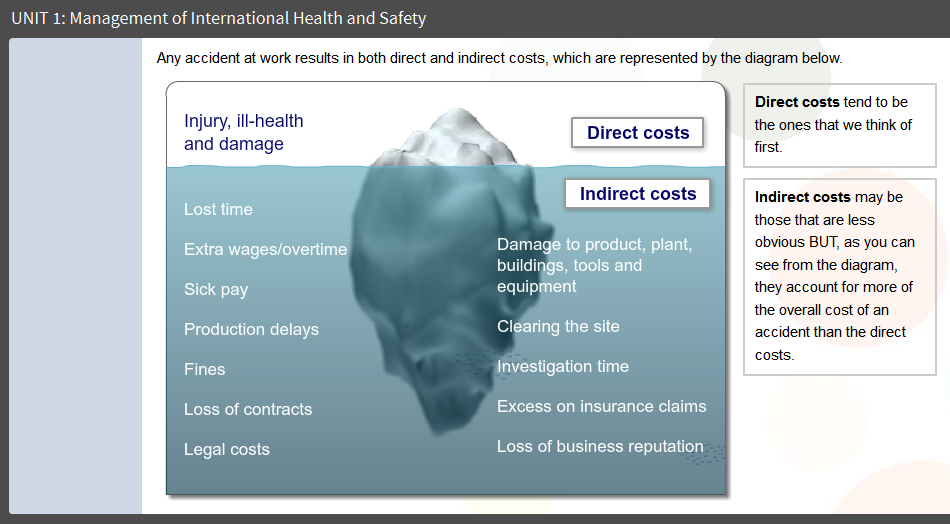 UNIT 1: Management of International Health and Safety
Any accident at work results in both direct and indirect costs, which are represented by the diagram below.
Injury, ill-health
and damage
Direct costs
Indirect costs
Lost time
Extra wages/overtime
Sick pay
Production delays
Fines
Loss of contracts
Legal costs
Damage to product, plant,
buildings, tools and
equipment
Clearing the site
Investigation time
Excess on insurance claims
Loss of business reputation
Direct costs tend to be
the ones that we think of
first.
Indirect costs may be
those that are less
obvious BUT, as you can
see from the diagram,
they account for more of
the overall cost of an
accident than the direct
costs.